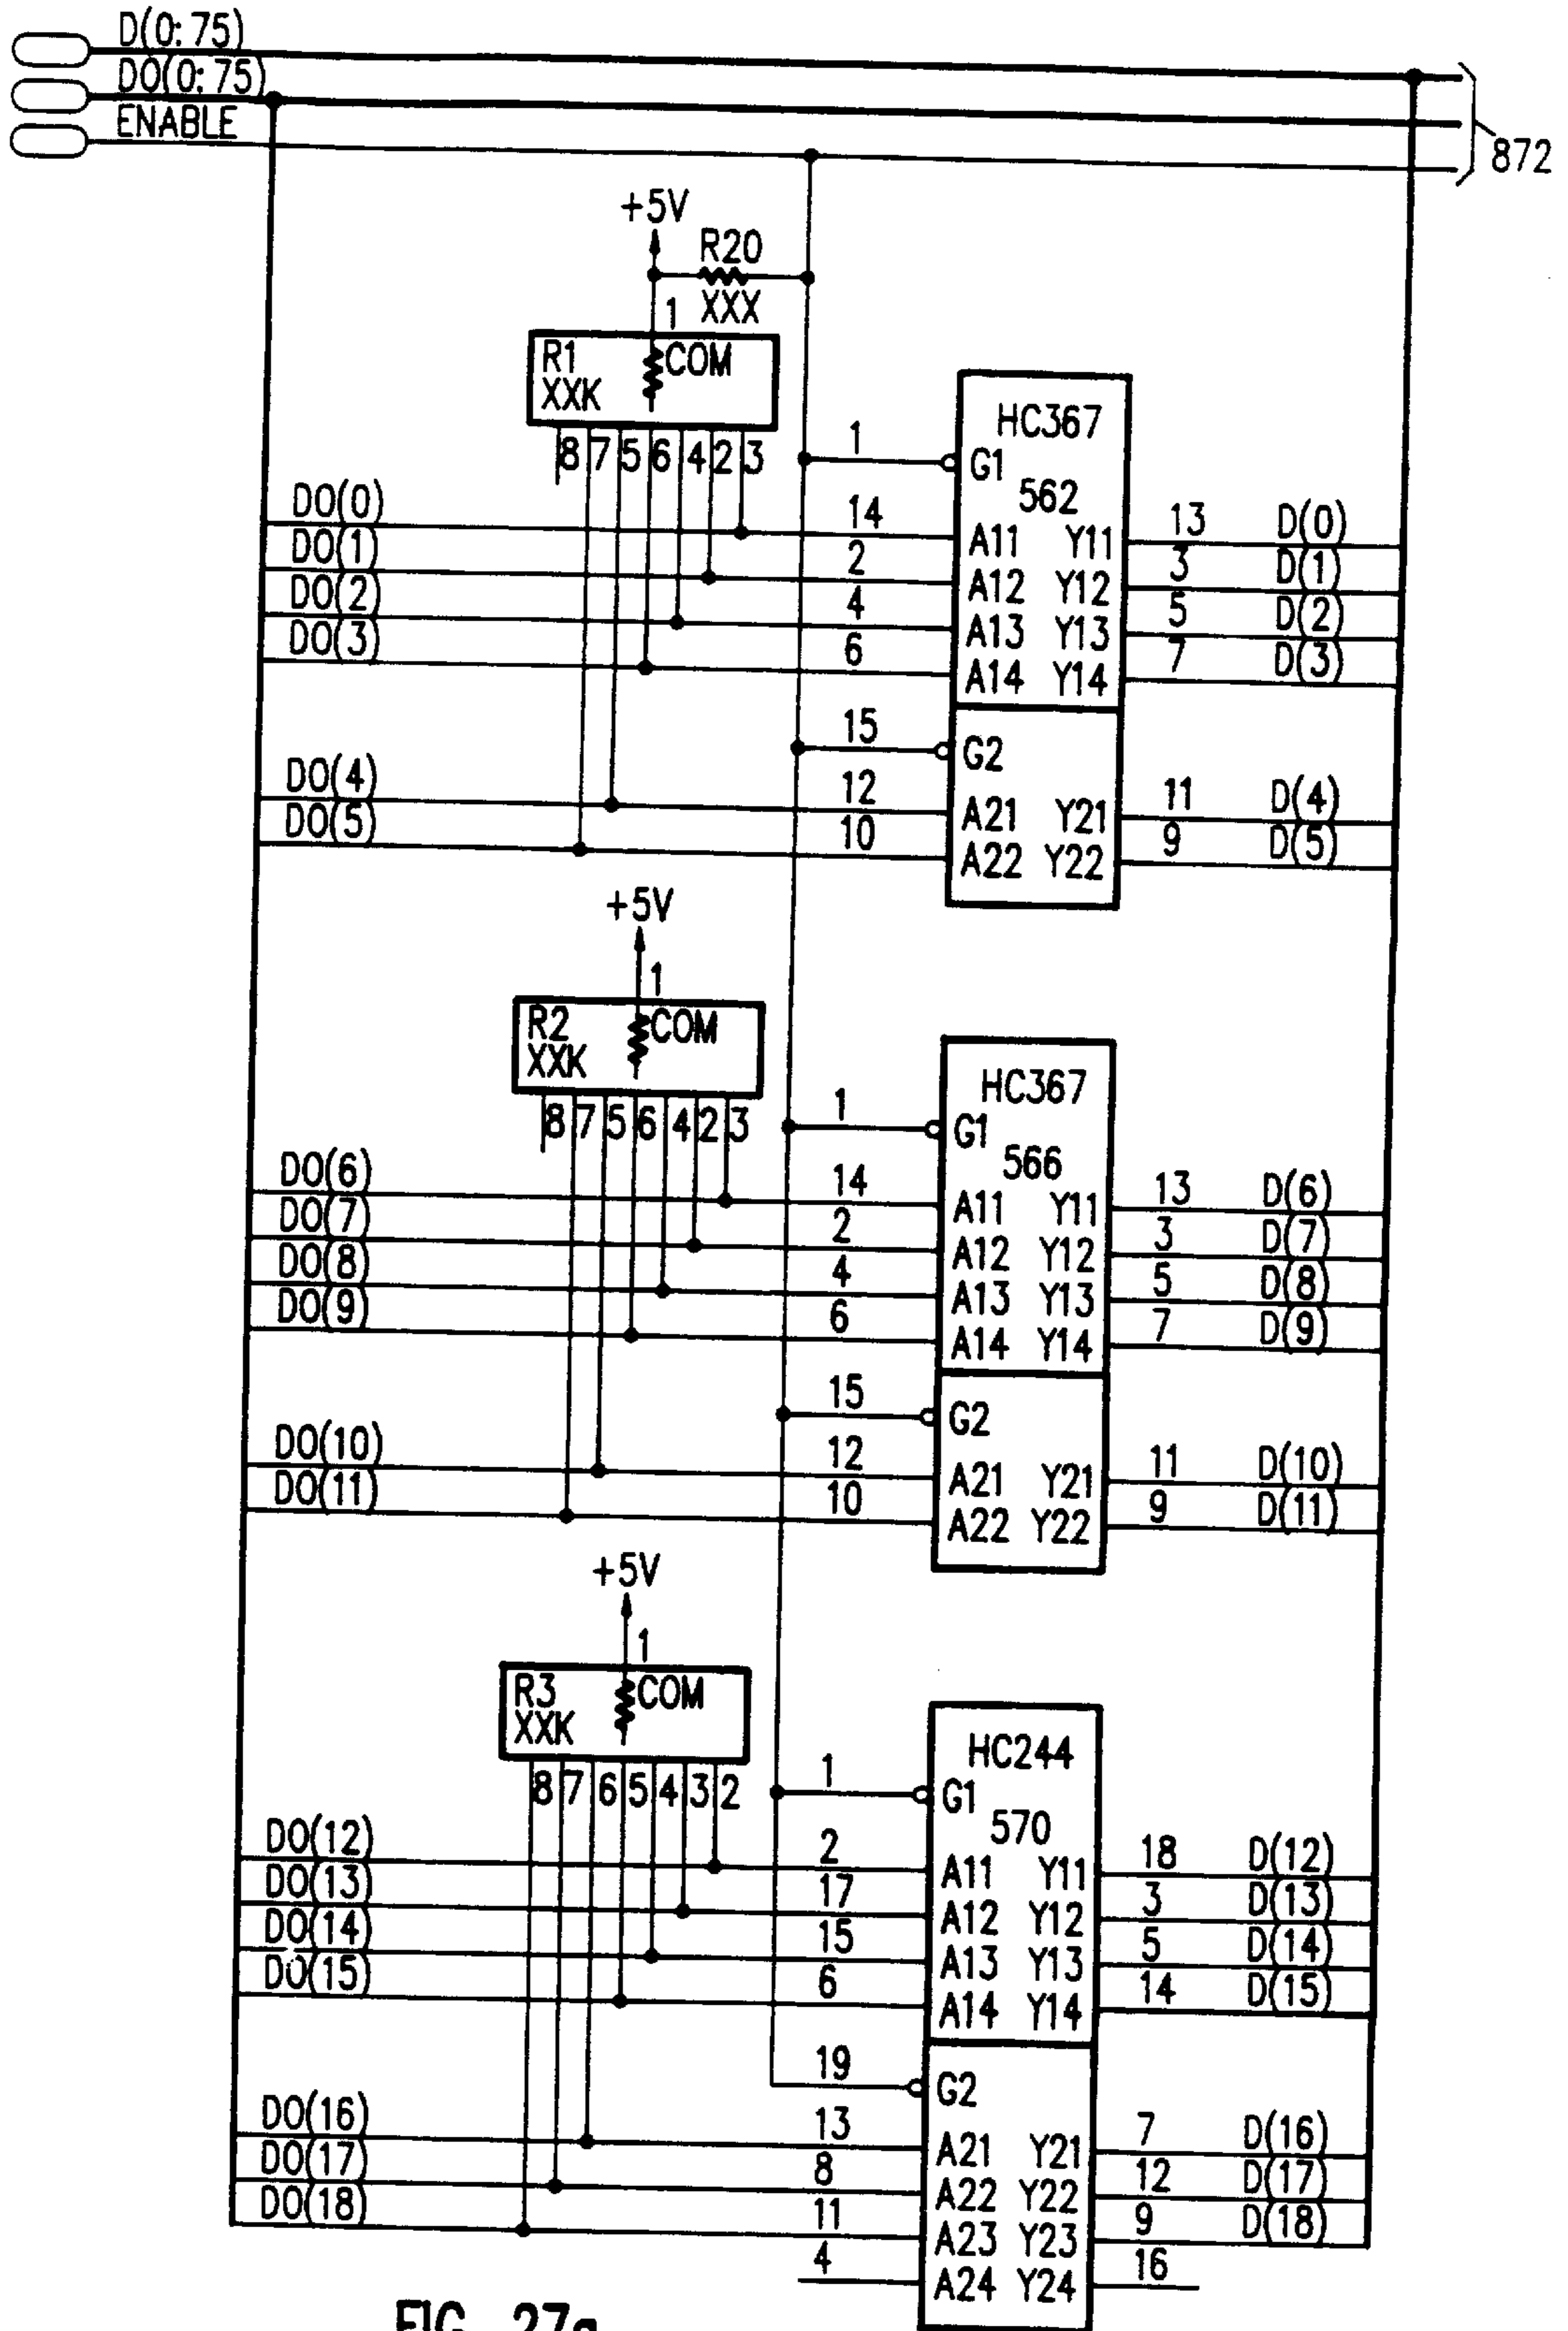 D(0:75)
DO(0:75)
ENABLE
872
+5V
R20
XXX
1
R1 COM
XXK
8 7 5 6 4 2 3
HC367
1 G1
562
DO(0) 14 A11 Y11 13 D(0)
DO(1) 2 A12 Y12 3 D(1)
DO(2) 4 A13 Y13 5 D(2)
DO(3) 6 A14 Y14 7 D(3)
15 G2
DO(4) 12 A21 Y21 11 D(4)
DO(5) 10 A22 Y22 9 D(5)
+5V
1
R2 COM
XXK
8 7 5 6 4 2 3
HC367
1 G1
566
DO(6) 14 A11 Y11 13 D(6)
DO(7) 2 A12 Y12 3 D(7)
DO(8) 4 A13 Y13 5 D(8)
DO(9) 6 A14 Y14 7 D(9)
15 G2
DO(10) 12 A21 Y21 11 D(10)
DO(11) 10 A22 Y22 9 D(11)
+5V
1
R3 COM
XXK
8 7 6 5 4 3 2
HC244
1 G1
570
DO(12) 2 A11 Y11 18 D(12)
DO(13) 17 A12 Y12 3 D(13)
DO(14) 15 A13 Y13 5 D(14)
DO(15) 6 A14 Y14 14 D(15)
19 G2
DO(16) 13 A21 Y21 7 D(16)
DO(17) 8 A22 Y22 12 D(17)
DO(18) 11 A23 Y23 9 D(18)
4 A24 Y24 16
FIG. 27a